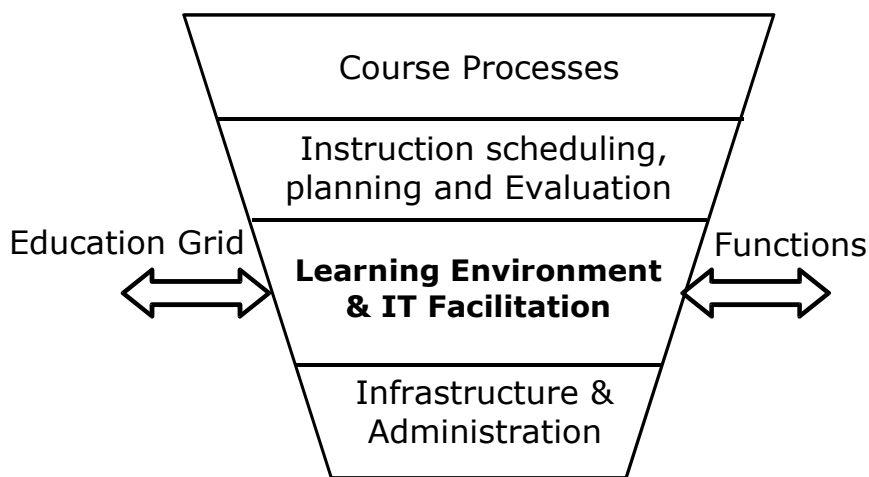 Course Processes
Instruction scheduling,
planning and Evaluation
Education Grid
Learning Environment
& IT Facilitation
Functions
Infrastructure &
Administration